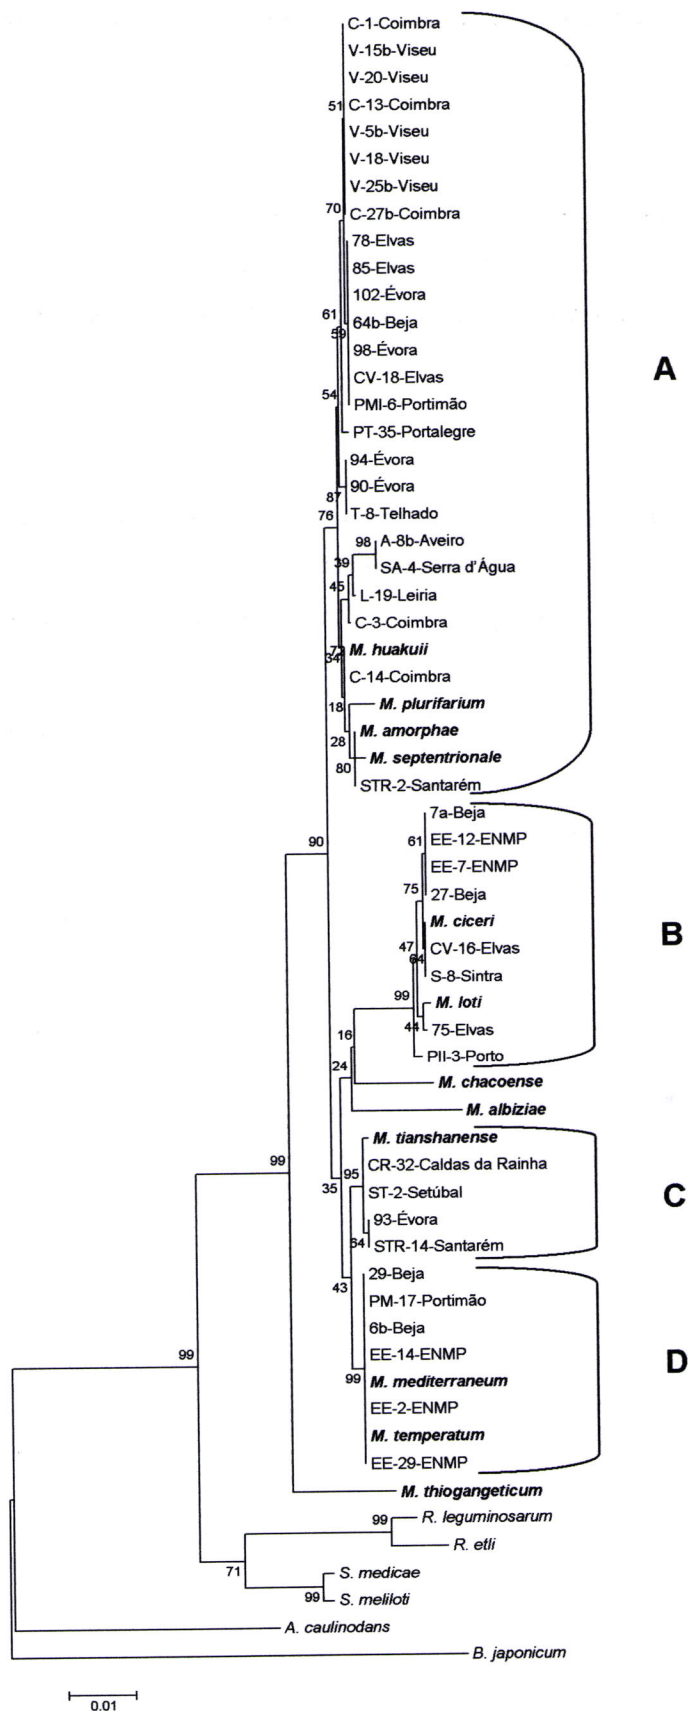 C-1-Coimbra
V-15b-Viseu
V-20-Viseu
51 C-13-Coimbra
V-5b-Viseu
V-18-Viseu
V-25b-Viseu
70 C-27b-Coimbra
78-Elvas
85-Elvas
102-Évora
61 64b-Beja
59
98-Évora
A
CV-18-Elvas
54 PMI-6-Portimão
PT-35-Portalegre
94-Évora
90-Évora
87
76 T-8-Telhado
98 A-8b-Aveiro
39 SA-4-Serra d'Água
45 L-19-Leiria
C-3-Coimbra
M. huakuii
34
C-14-Coimbra
18 M. plurifarium
M. amorphae
28
M. septentrionale
80
STR-2-Santarém
7a-Beja
90 61 EE-12-ENMP
EE-7-ENMP
75 27-Beja
M. ciceri
B
47 CV-16-Elvas
64
S-8-Sintra
99 M. loti
44 75-Elvas
16
PII-3-Porto
24
M. chacoense
M. albiziae
M. tianshanense
99
95 CR-32-Caldas da Rainha
35 ST-2-Setúbal
C
93-Évora
64 STR-14-Santarém
29-Beja
43
PM-17-Portimão
6b-Beja
99 EE-14-ENMP
D
99 M. mediterraneum
EE-2-ENMP
M. temperatum
EE-29-ENMP
M. thiogangeticum
99 R. leguminosarum
R. etli
71 S. medicae
99 S. meliloti
A. caulinodans
B. japonicum
0.01